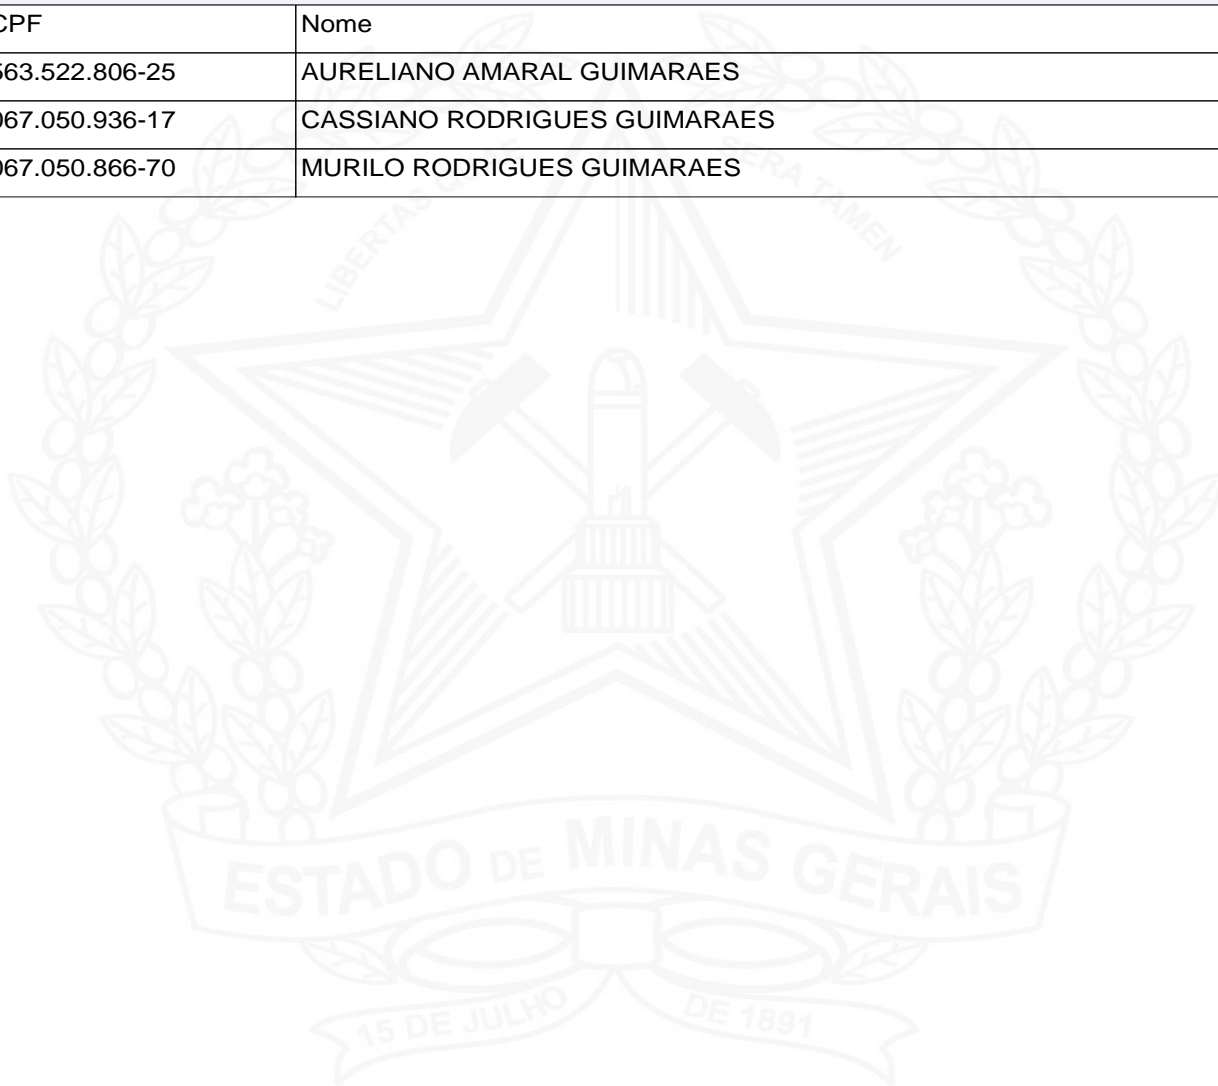 CPF Nome
563.522.806-25 AURELIANO AMARAL GUIMARAES
067.050.936-17 CASSIANO RODRIGUES GUIMARAES
067.050.866-70 MURILO RODRIGUES GUIMARAES
LIBERTAS QUE SERA TAMEN
ESTADO DE MINAS GERAIS
15 DE JULHO DE 1891